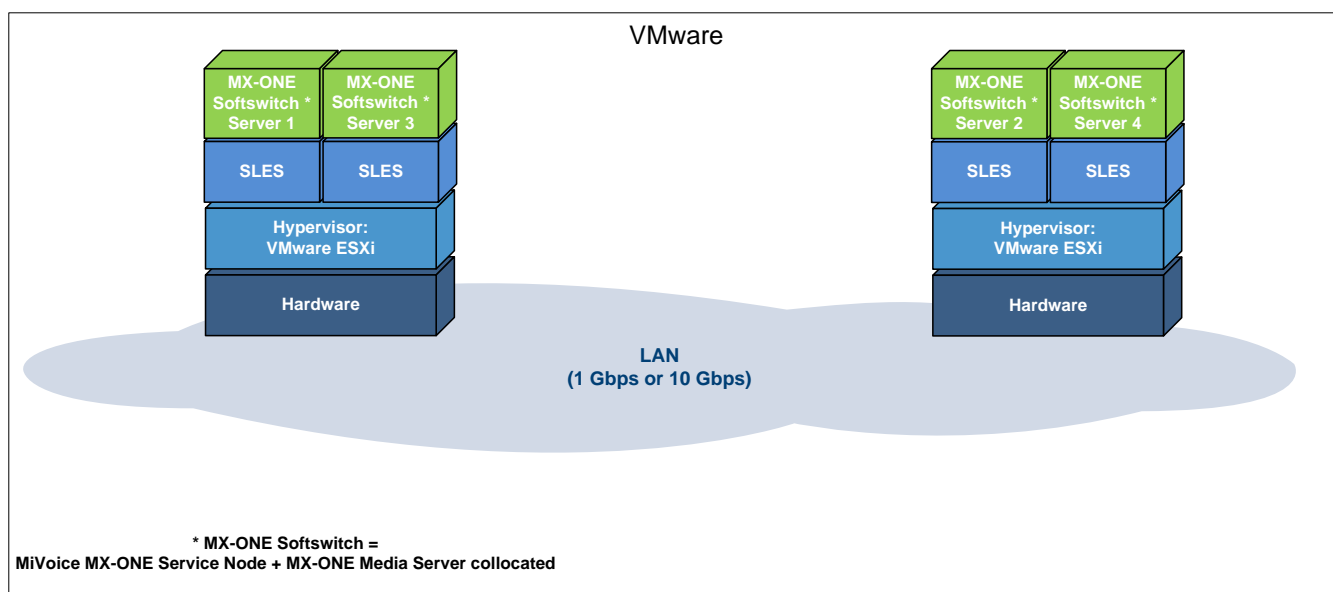 VMware
MX-ONE
Softswitch *
Server 1
MX-ONE
Softswitch *
Server 3
MX-ONE
Softswitch *
Server 2
MX-ONE
Softswitch *
Server 4
SLES
SLES
SLES
SLES
Hypervisor:
VMware ESXi
Hypervisor:
VMware ESXi
Hardware
Hardware
LAN
(1 Gbps or 10 Gbps)
* MX-ONE Softswitch =
MiVoice MX-ONE Service Node + MX-ONE Media Server collocated